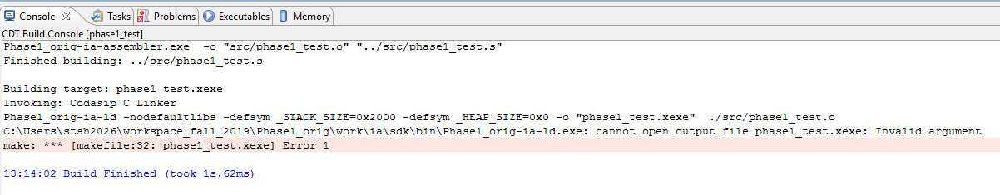 Console Tasks Problems Executables Memory
CDT Build Console [phase1_test]
Phase1_orig-ia-assembler.exe  -o "src/phase1_test.o" "../src/phase1_test.s"
Finished building: ../src/phase1_test.s
Building target: phase1_test.xexe
Invoking: Codasip C Linker
Phase1_orig-ia-ld -nodefaultlibs -defsym _STACK_SIZE=0x2000 -defsym _HEAP_SIZE=0x0 -o "phase1_test.xexe"  ./src/phase1_test.o
C:\Users\stsh2026\workspace_fall_2019\Phase1_orig\work\ia\sdk\bin\Phase1_orig-ia-ld.exe: cannot open output file phase1_test.xexe: Invalid argument
make: *** [makefile:32: phase1_test.xexe] Error 1
13:14:02 Build Finished (took 1s.62ms)